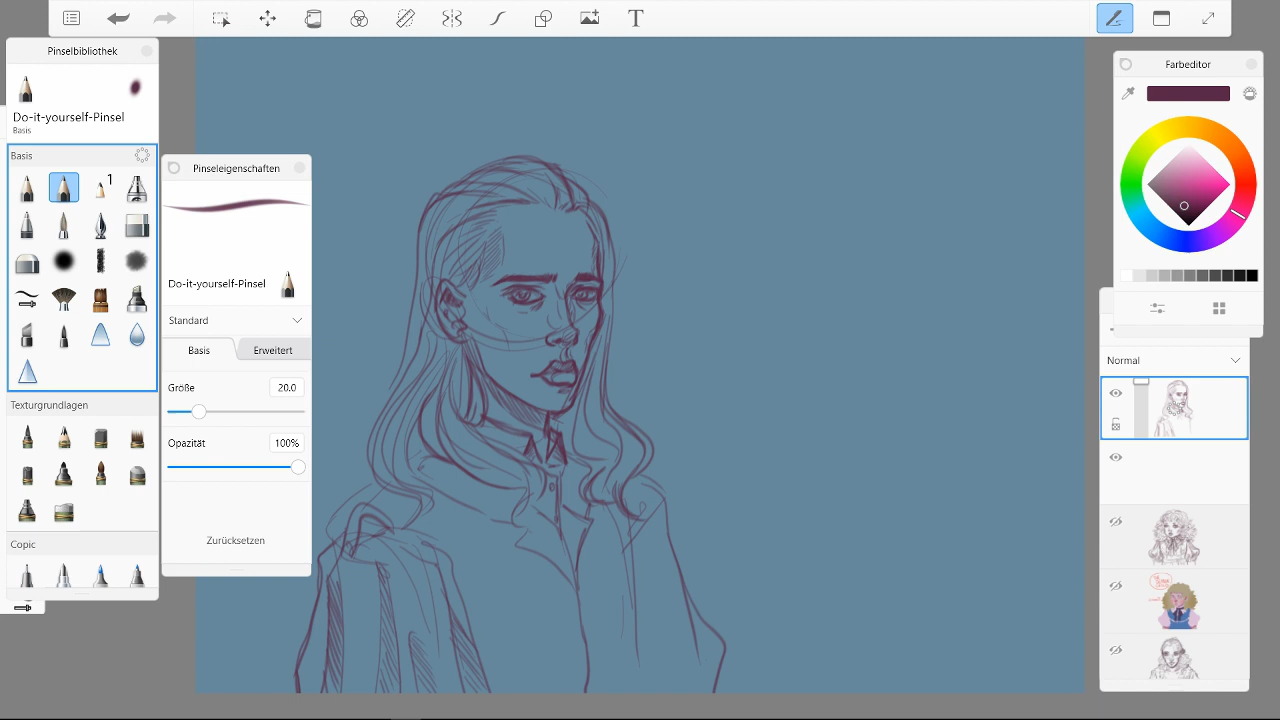 T
Pinselbibliothek
Do-it-yourself-Pinsel
Basis
Basis
1
Texturgrundlagen
Copic
Pinseleigenschaften
Do-it-yourself-Pinsel
Standard
Basis
Erweitert
Größe
20.0
Opazität
100%
Zurücksetzen
Farbeditor
Normal